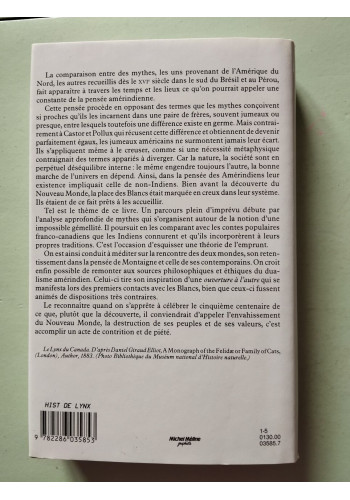 La comparaison entre des mythes, les uns provenant de l'Amérique du
Nord, les autres recueillis dès le XVIᵉ siècle dans le sud du Brésil et au Pérou,
fait apparaître à travers les temps et les lieux ce qu'on pourrait appeler une
constante de la pensée amérindienne.
Cette pensée procède en opposant des termes que les mythes conçoivent
si proches qu'ils les incarnent dans une paire de frères, souvent jumeaux ou
presque, entre lesquels toutefois une différence existe en germe. Mais contrai-
rement à Castor et Pollux qui récusent cette différence et obtiennent de devenir
parfaitement égaux, les jumeaux américains ne surmontent jamais leur écart.
Ils s'appliquent même à le creuser, comme si une nécessité métaphysique
contraignait des termes appariés à diverger. Car la nature, la société sont en
perpétuel déséquilibre interne : le même engendre toujours l'autre, la bonne
marche de l'univers en dépend. Ainsi, dans la pensée des Amérindiens leur
existence impliquait celle de non-Indiens. Bien avant la découverte du
Nouveau Monde, la place des Blancs était marquée en creux dans leur système.
Ils étaient de ce fait prêts à les accueillir.
Tel est le thème de ce livre. Un parcours plein d'imprévu débute par
l'analyse approfondie de mythes qui s'organisent autour de la notion d'une
impossible gémellité. Il poursuit en les comparant avec les contes populaires
franco-canadiens que les Indiens connurent et qu'ils incorporèrent à leurs
propres traditions. C'est l'occasion d'esquisser une théorie de l'emprunt.
On est ainsi conduit à méditer sur la rencontre des deux mondes, son reten-
tissement dans la pensée de Montaigne et celle de ses contemporains. On croit
enfin possible de remonter aux sources philosophiques et éthiques du dua-
lisme amérindien. Celui-ci tire son inspiration d'une ouverture à l'autre qui se
manifesta lors des premiers contacts avec les Blancs, bien que ceux-ci fussent
animés de dispositions très contraires.
Le reconnaître quand on s'apprête à célébrer le cinquième centenaire de
ce que, plutôt que la découverte, il conviendrait d'appeler l'envahissement
du Nouveau Monde, la destruction de ses peuples et de ses valeurs, c'est
accomplir un acte de contrition et de piété.
Le Lynx du Canada. D'après Daniel Giraud Elliot, A Monograph of the Felidæ or Family of Cats,
(London), Author, 1883. (Photo Bibliothèque du Muséum national d'Histoire naturelle.)
HIST DE LYNX
9 782286 035853
1-5
0130.00
03585.7